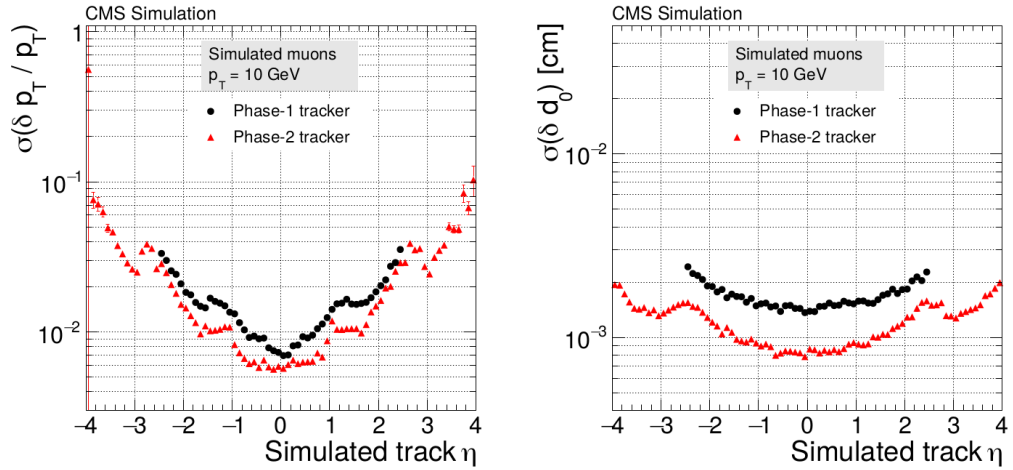 CMS Simulation
σ(δ p_T / p_T)
1
10⁻¹
10⁻²
Simulated muons
p_T = 10 GeV
Phase-1 tracker
Phase-2 tracker
−4 −3 −2 −1 0 1 2 3 4
Simulated track η
CMS Simulation
σ(δ d₀) [cm]
10⁻²
10⁻³
Simulated muons
p_T = 10 GeV
Phase-1 tracker
Phase-2 tracker
−4 −3 −2 −1 0 1 2 3 4
Simulated track η